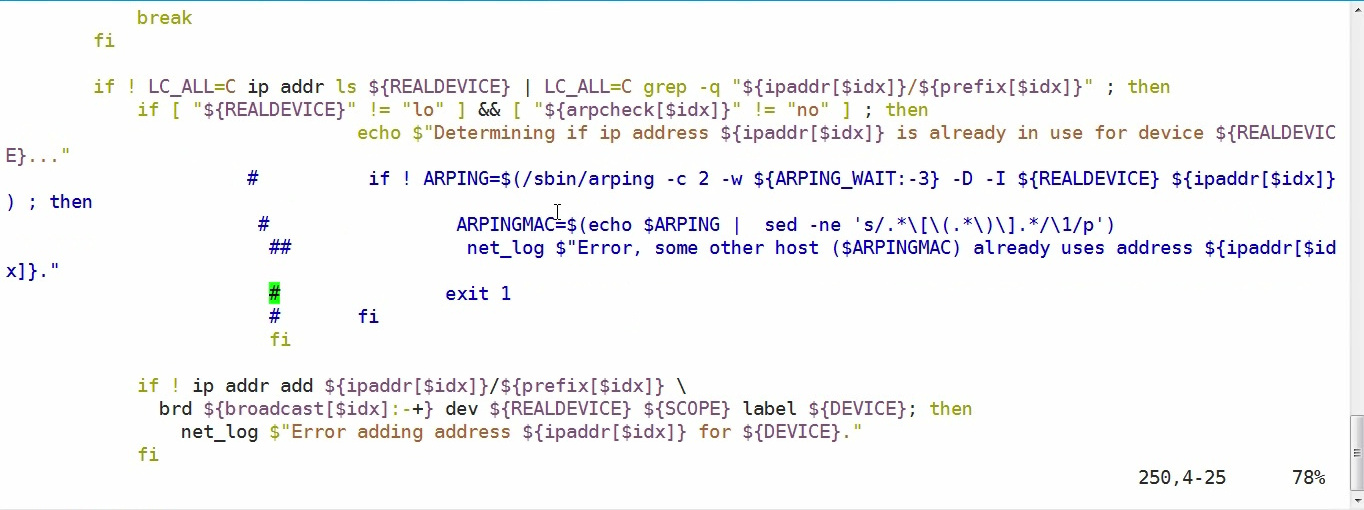 break
fi
if ! LC_ALL=C ip addr ls ${REALDEVICE} | LC_ALL=C grep -q "${ipaddr[$idx]}/${prefix[$idx]}" ; then
if [ "${REALDEVICE}" != "lo" ] && [ "${arpcheck[$idx]}" != "no" ] ; then
echo $"Determining if ip address ${ipaddr[$idx]} is already in use for device ${REALDEVIC
E}..."
# if ! ARPING=$(/sbin/arping -c 2 -w ${ARPING_WAIT:-3} -D -I ${REALDEVICE} ${ipaddr[$idx]}
) ; then
# ARPINGMAC=$(echo $ARPING | sed -ne 's/.*\[\(.*\)\].*/\1/p')
## net_log $"Error, some other host ($ARPINGMAC) already uses address ${ipaddr[$id
x]}."
# exit 1
# fi
fi
if ! ip addr add ${ipaddr[$idx]}/${prefix[$idx]} \
brd ${broadcast[$idx]:-+} dev ${REALDEVICE} ${SCOPE} label ${DEVICE}; then
net_log $"Error adding address ${ipaddr[$idx]} for ${DEVICE}."
fi
250,4-25 78%